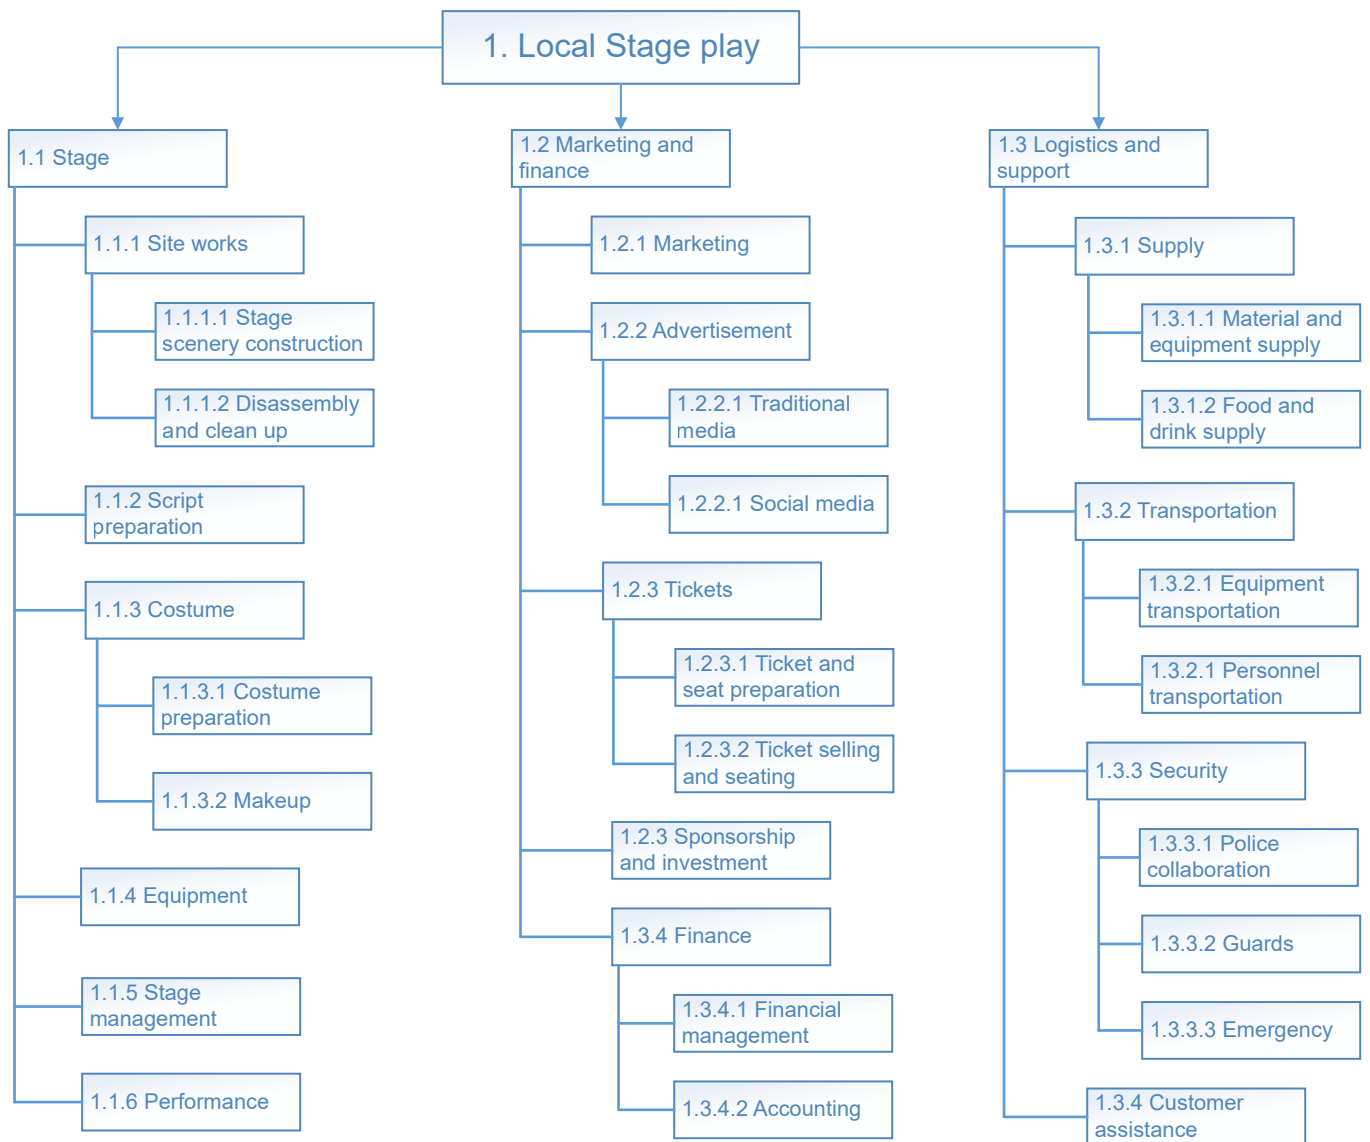 1. Local Stage play
1.1 Stage
1.1.1 Site works
1.1.1.1 Stage
scenery construction
1.1.1.2 Disassembly
and clean up
1.1.2 Script
preparation
1.1.3 Costume
1.1.3.1 Costume
preparation
1.1.3.2 Makeup
1.1.4 Equipment
1.1.5 Stage
management
1.1.6 Performance
1.2 Marketing and
finance
1.2.1 Marketing
1.2.2 Advertisement
1.2.2.1 Traditional
media
1.2.2.1 Social media
1.2.3 Tickets
1.2.3.1 Ticket and
seat preparation
1.2.3.2 Ticket selling
and seating
1.2.3 Sponsorship
and investment
1.3.4 Finance
1.3.4.1 Financial
management
1.3.4.2 Accounting
1.3 Logistics and
support
1.3.1 Supply
1.3.1.1 Material and
equipment supply
1.3.1.2 Food and
drink supply
1.3.2 Transportation
1.3.2.1 Equipment
transportation
1.3.2.1 Personnel
transportation
1.3.3 Security
1.3.3.1 Police
collaboration
1.3.3.2 Guards
1.3.3.3 Emergency
1.3.4 Customer
assistance